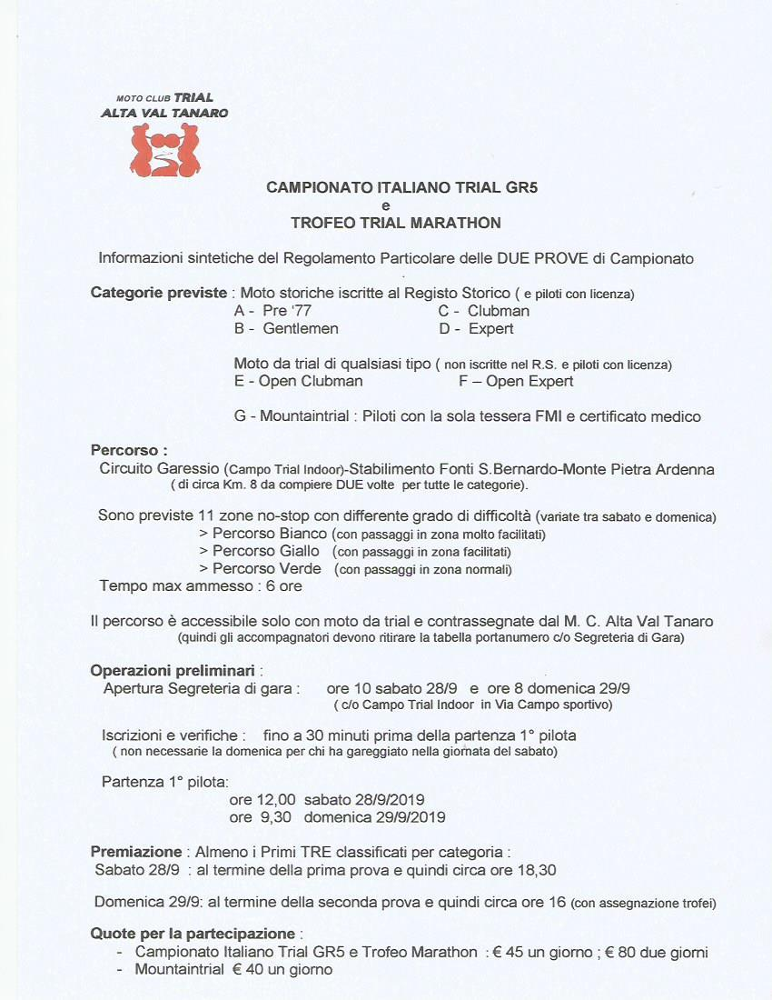 MOTO CLUB TRIAL
ALTA VAL TANARO
CAMPIONATO ITALIANO TRIAL GR5
e
TROFEO TRIAL MARATHON
Informazioni sintetiche del Regolamento Particolare delle DUE PROVE di Campionato
Categorie previste : Moto storiche iscritte al Registo Storico ( e piloti con licenza)
A - Pre '77 C - Clubman
B - Gentlemen D - Expert
Moto da trial di qualsiasi tipo ( non iscritte nel R.S. e piloti con licenza)
E - Open Clubman F – Open Expert
G - Mountaintrial : Piloti con la sola tessera FMI e certificato medico
Percorso :
Circuito Garessio (Campo Trial Indoor)-Stabilimento Fonti S.Bernardo-Monte Pietra Ardenna
( di circa Km. 8 da compiere DUE volte per tutte le categorie).
Sono previste 11 zone no-stop con differente grado di difficoltà (variate tra sabato e domenica)
> Percorso Bianco (con passaggi in zona molto facilitati)
> Percorso Giallo (con passaggi in zona facilitati)
> Percorso Verde (con passaggi in zona normali)
Tempo max ammesso : 6 ore
Il percorso è accessibile solo con moto da trial e contrassegnate dal M. C. Alta Val Tanaro
(quindi gli accompagnatori devono ritirare la tabella portanumero c/o Segreteria di Gara)
Operazioni preliminari :
Apertura Segreteria di gara : ore 10 sabato 28/9 e ore 8 domenica 29/9
( c/o Campo Trial Indoor in Via Campo sportivo)
Iscrizioni e verifiche : fino a 30 minuti prima della partenza 1° pilota
( non necessarie la domenica per chi ha gareggiato nella giornata del sabato)
Partenza 1° pilota:
ore 12,00 sabato 28/9/2019
ore 9,30 domenica 29/9/2019
Premiazione : Almeno i Primi TRE classificati per categoria :
Sabato 28/9 : al termine della prima prova e quindi circa ore 18,30
Domenica 29/9: al termine della seconda prova e quindi circa ore 16 (con assegnazione trofei)
Quote per la partecipazione :
- Campionato Italiano Trial GR5 e Trofeo Marathon : € 45 un giorno ; € 80 due giorni
- Mountaintrial € 40 un giorno